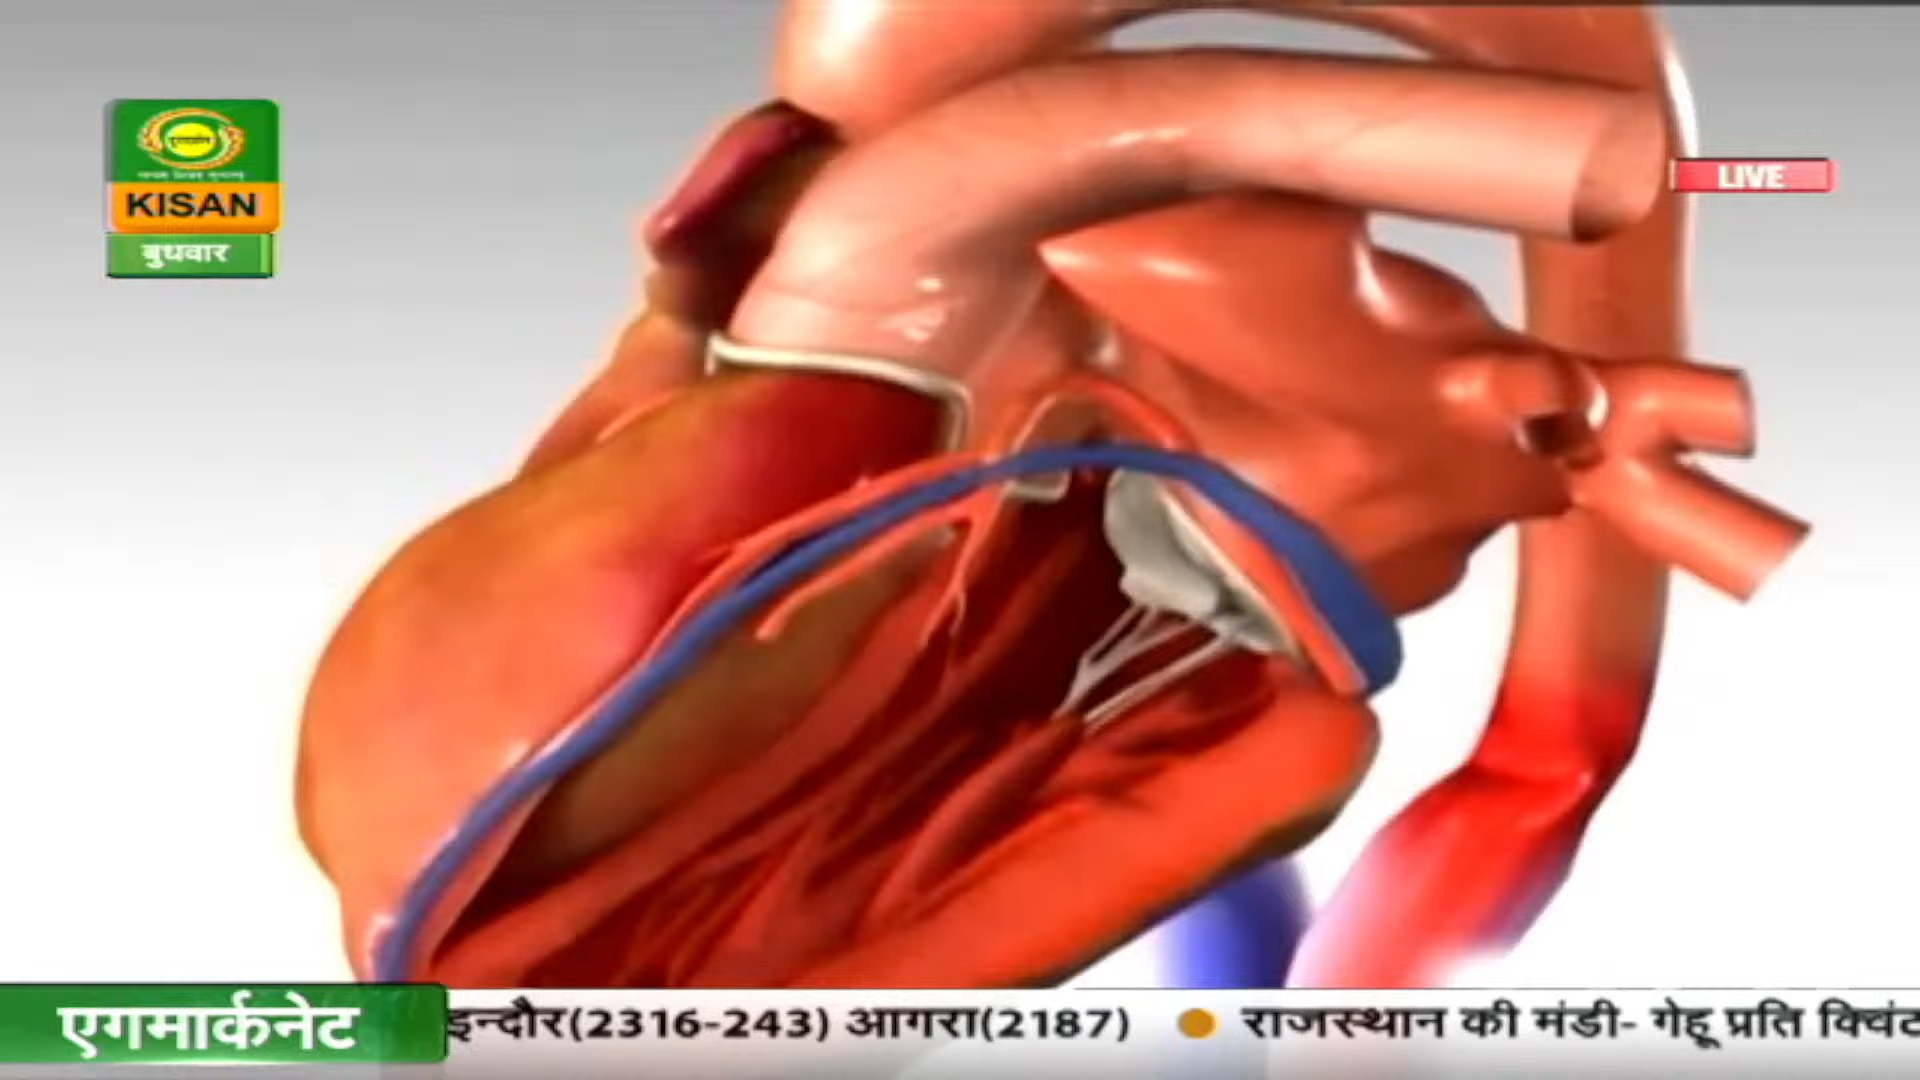 KISAN
बुधवार
LIVE
एगमार्कनेट
इन्दौर(2316-243) आगरा(2187) ● राजस्थान की मंडी- गेहू प्रति